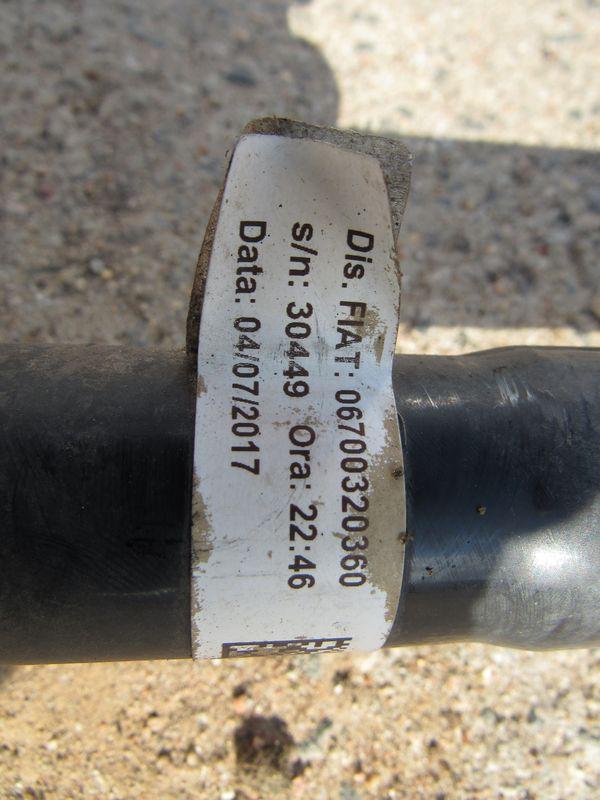 Dis. FIAT: 06700320360
s/n: 30449 Ora: 22:46
Data: 04/07/2017